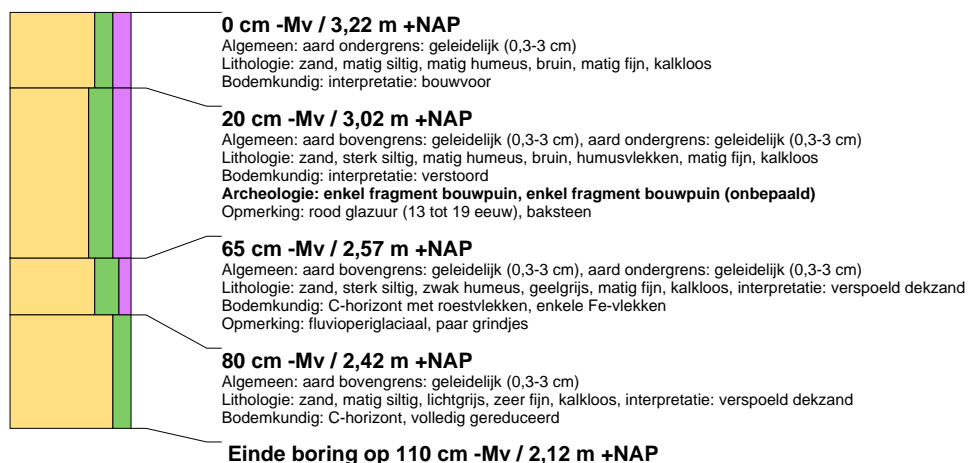 0 cm -Mv / 3,22 m +NAP
Algemeen: aard ondergrens: geleidelijk (0,3-3 cm)
Lithologie: zand, matig siltig, matig humeus, bruin, matig fijn, kalkloos
Bodemkundig: interpretatie: bouwvoor
20 cm -Mv / 3,02 m +NAP
Algemeen: aard bovengrens: geleidelijk (0,3-3 cm), aard ondergrens: geleidelijk (0,3-3 cm)
Lithologie: zand, sterk siltig, matig humeus, bruin, humusvlekken, matig fijn, kalkloos
Bodemkundig: interpretatie: verstoord
Archeologie: enkel fragment bouwpuin, enkel fragment bouwpuin (onbepaald)
Opmerking: rood glazuur (13 tot 19 eeuw), baksteen
65 cm -Mv / 2,57 m +NAP
Algemeen: aard bovengrens: geleidelijk (0,3-3 cm), aard ondergrens: geleidelijk (0,3-3 cm)
Lithologie: zand, sterk siltig, zwak humeus, geelgrijs, matig fijn, kalkloos, interpretatie: verspoeld dekzand
Bodemkundig: C-horizont met roestvlekken, enkele Fe-vlekken
Opmerking: fluvioperiglaciaal, paar grindjes
80 cm -Mv / 2,42 m +NAP
Algemeen: aard bovengrens: geleidelijk (0,3-3 cm)
Lithologie: zand, matig siltig, lichtgrijs, zeer fijn, kalkloos, interpretatie: verspoeld dekzand
Bodemkundig: C-horizont, volledig gereduceerd
Einde boring op 110 cm -Mv / 2,12 m +NAP